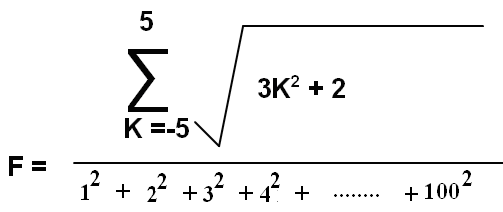 5
∑ √ 3K² + 2
K =-5
F =
1² + 2² + 3² + 4² + ........ + 100²